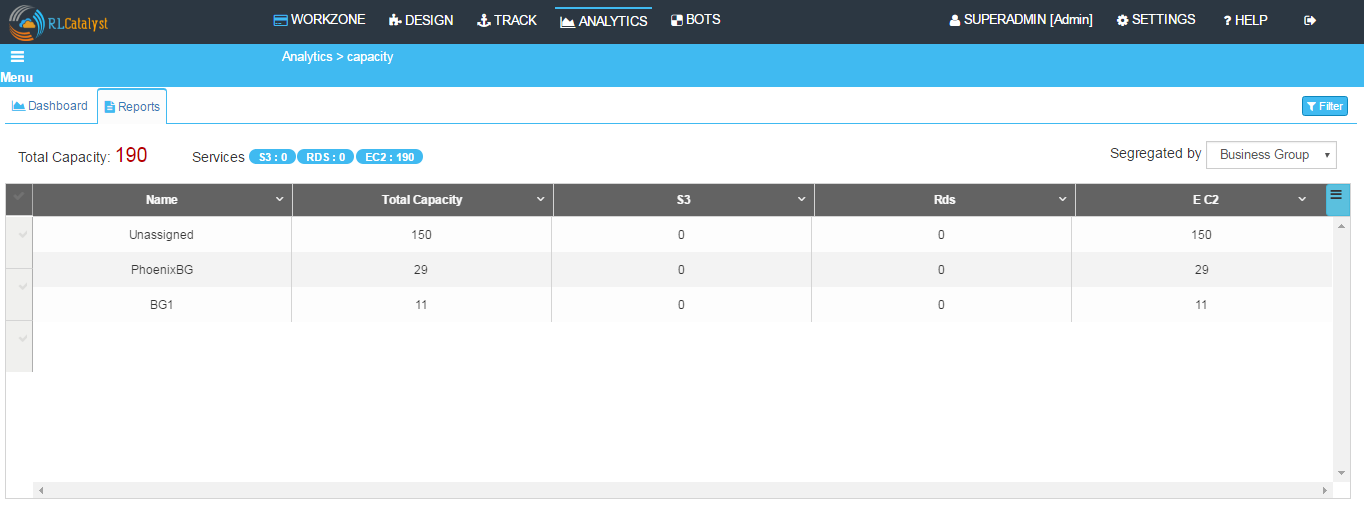 RLCatalyst WORKZONE DESIGN TRACK ANALYTICS BOTS SUPERADMIN [Admin] SETTINGS ? HELP
Analytics > capacity
Menu
Dashboard Reports Filter
Total Capacity: 190 Services S3 : 0 RDS : 0 EC2 : 190 Segregated by Business Group
Name Total Capacity S3 Rds E C2
Unassigned 150 0 0 150
PhoenixBG 29 0 0 29
BG1 11 0 0 11